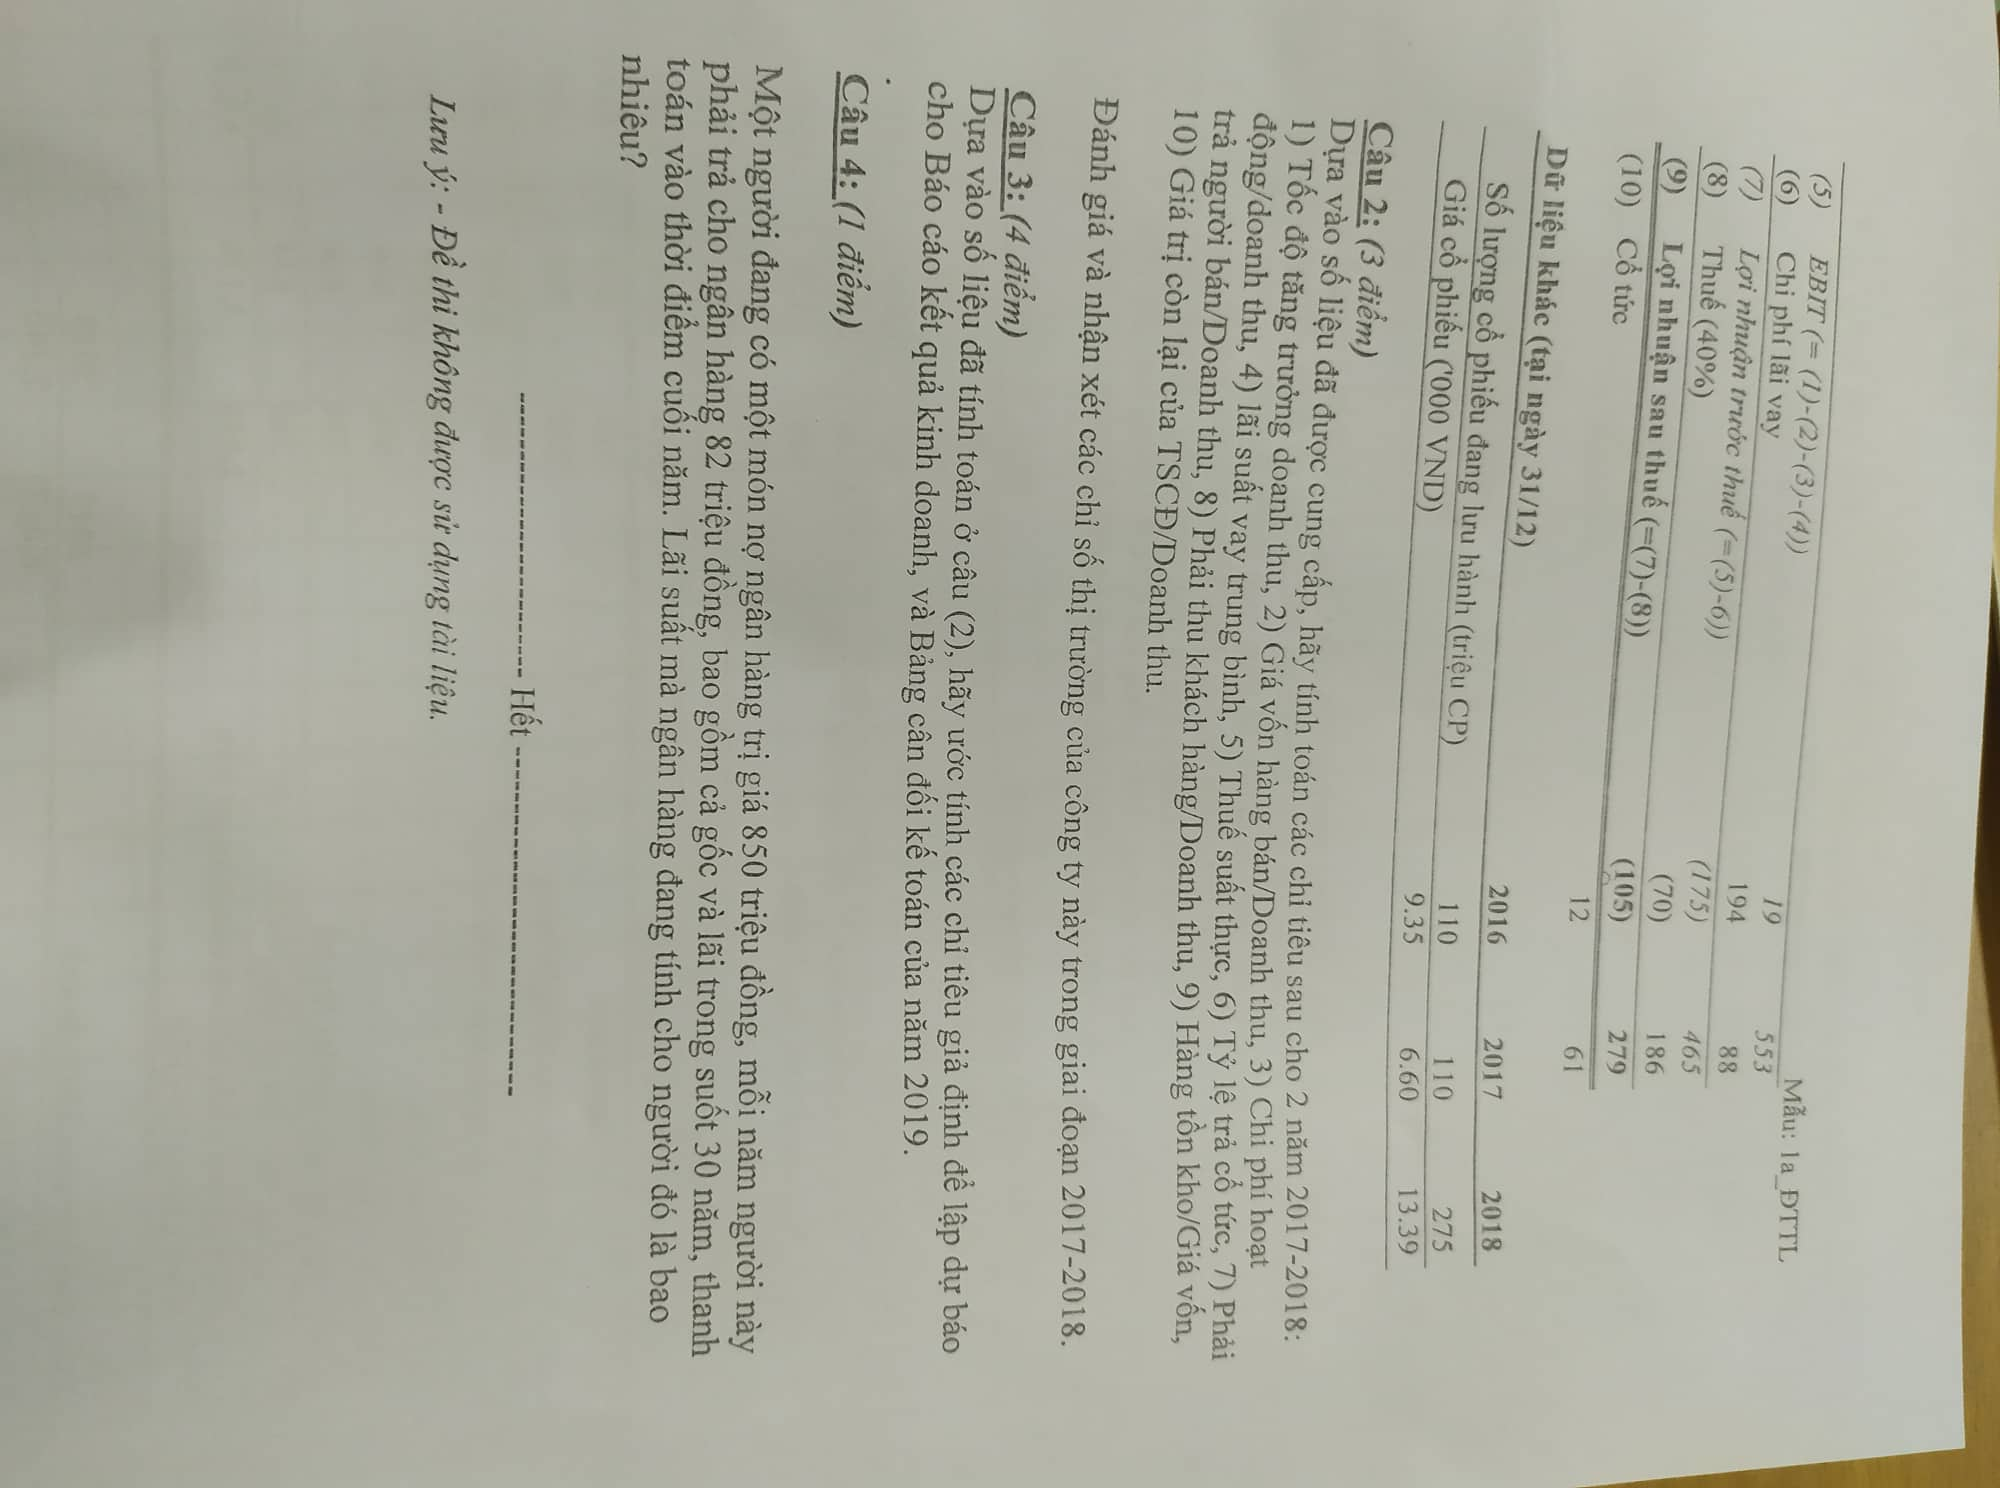 Mẫu: 1a_ĐTTL
(5) EBIT (= (1)-(2)-(3)-(4)) 19 553
(6) Chi phí lãi vay 194 88
(7) Lợi nhuận trước thuế (=(5)-6)) (175) 465
(8) Thuế (40%) (70) 186
(9) Lợi nhuận sau thuế (=(7)-(8)) (105) 279
(10) Cổ tức 12 61
Dữ liệu khác (tại ngày 31/12)
2016 2017 2018
Số lượng cổ phiếu đang lưu hành (triệu CP) 110 110 275
Giá cổ phiếu ('000 VND) 9.35 6.60 13.39
Câu 2: (3 điểm)
Dựa vào số liệu đã được cung cấp, hãy tính toán các chỉ tiêu sau cho 2 năm 2017-2018:
1) Tốc độ tăng trưởng doanh thu, 2) Giá vốn hàng bán/Doanh thu, 3) Chi phí hoạt
động/doanh thu, 4) lãi suất vay trung bình, 5) Thuế suất thực, 6) Tỷ lệ trả cổ tức, 7) Phải
trả người bán/Doanh thu, 8) Phải thu khách hàng/Doanh thu, 9) Hàng tồn kho/Giá vốn,
10) Giá trị còn lại của TSCĐ/Doanh thu.
Đánh giá và nhận xét các chỉ số thị trường của công ty này trong giai đoạn 2017-2018.
Câu 3: (4 điểm)
Dựa vào số liệu đã tính toán ở câu (2), hãy ước tính các chỉ tiêu giả định để lập dự báo
cho Báo cáo kết quả kinh doanh, và Bảng cân đối kế toán của năm 2019.
Câu 4: (1 điểm)
Một người đang có một món nợ ngân hàng trị giá 850 triệu đồng, mỗi năm người này
phải trả cho ngân hàng 82 triệu đồng, bao gồm cả gốc và lãi trong suốt 30 năm, thanh
toán vào thời điểm cuối năm. Lãi suất mà ngân hàng đang tính cho người đó là bao
nhiêu?
------------------------------- Hết -------------------------------
Lưu ý: - Đề thi không được sử dụng tài liệu.